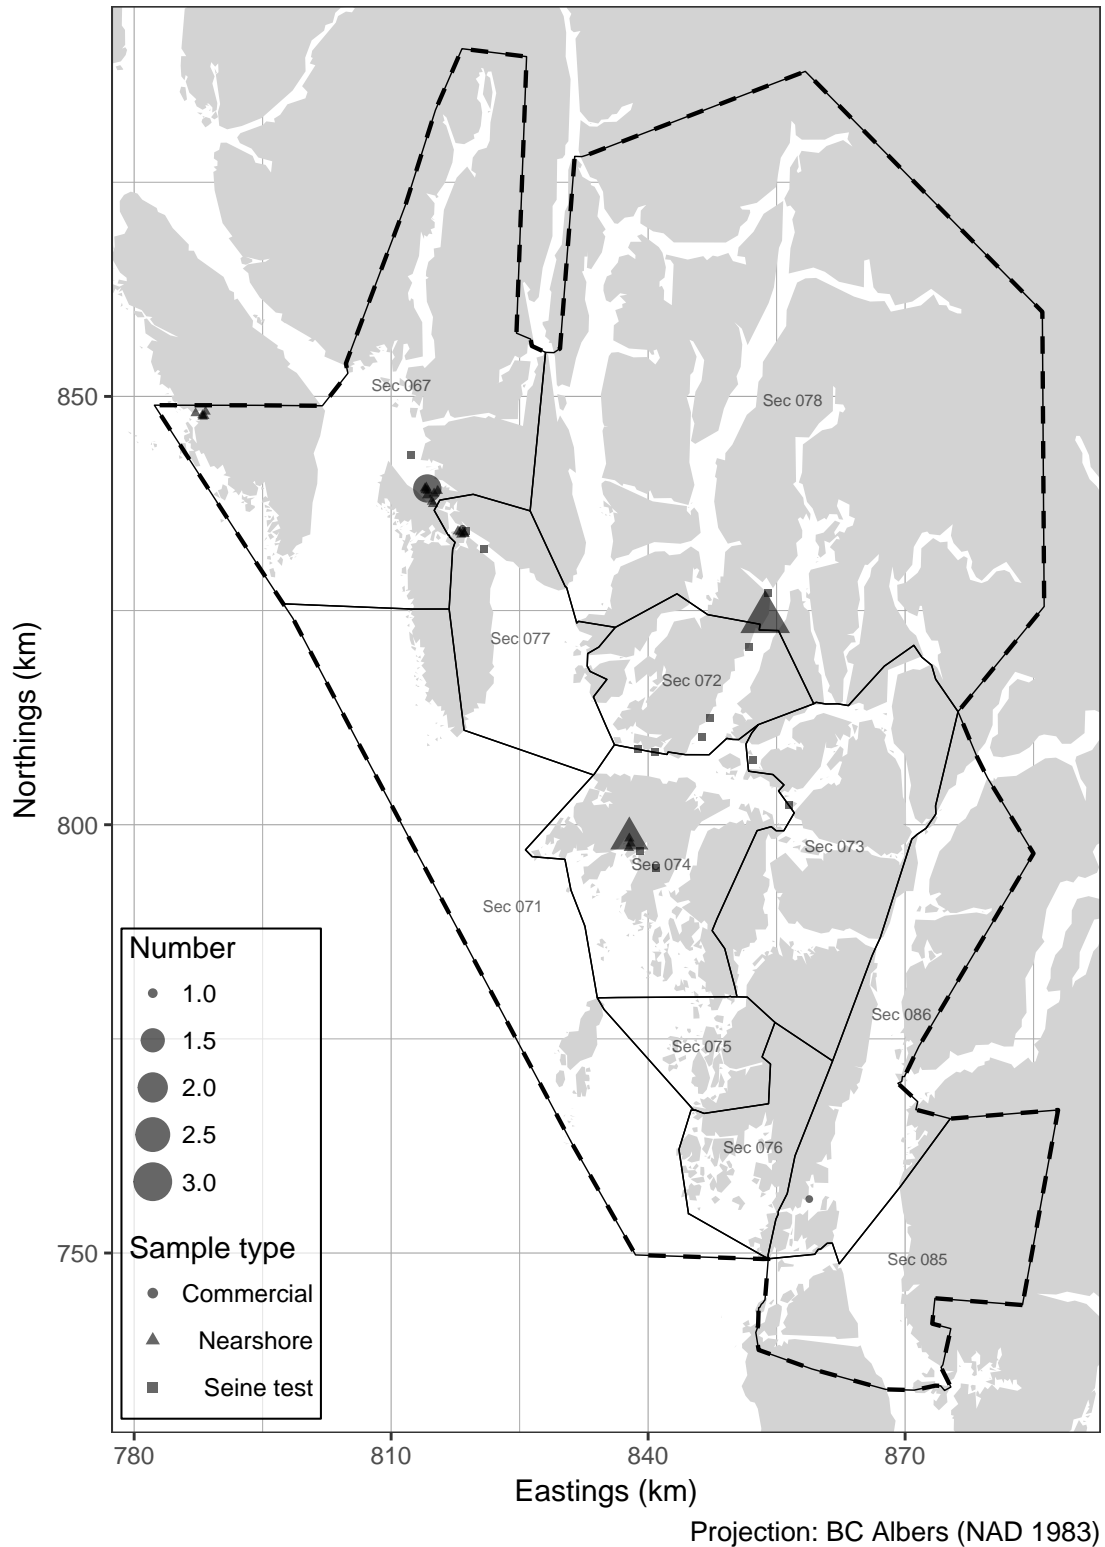 Sec 067
850
Sec 078
Sec 077
Sec 072
Northings (km)
800
Sec 073
Sec 074
Sec 071
Number
1.0
Sec 086
1.5
Sec 075
2.0
2.5
Sec 076
3.0
Sample type
750
Sec 085
Commercial
Nearshore
Seine test
780
810
840
870
Eastings (km)
Projection: BC Albers (NAD 1983)